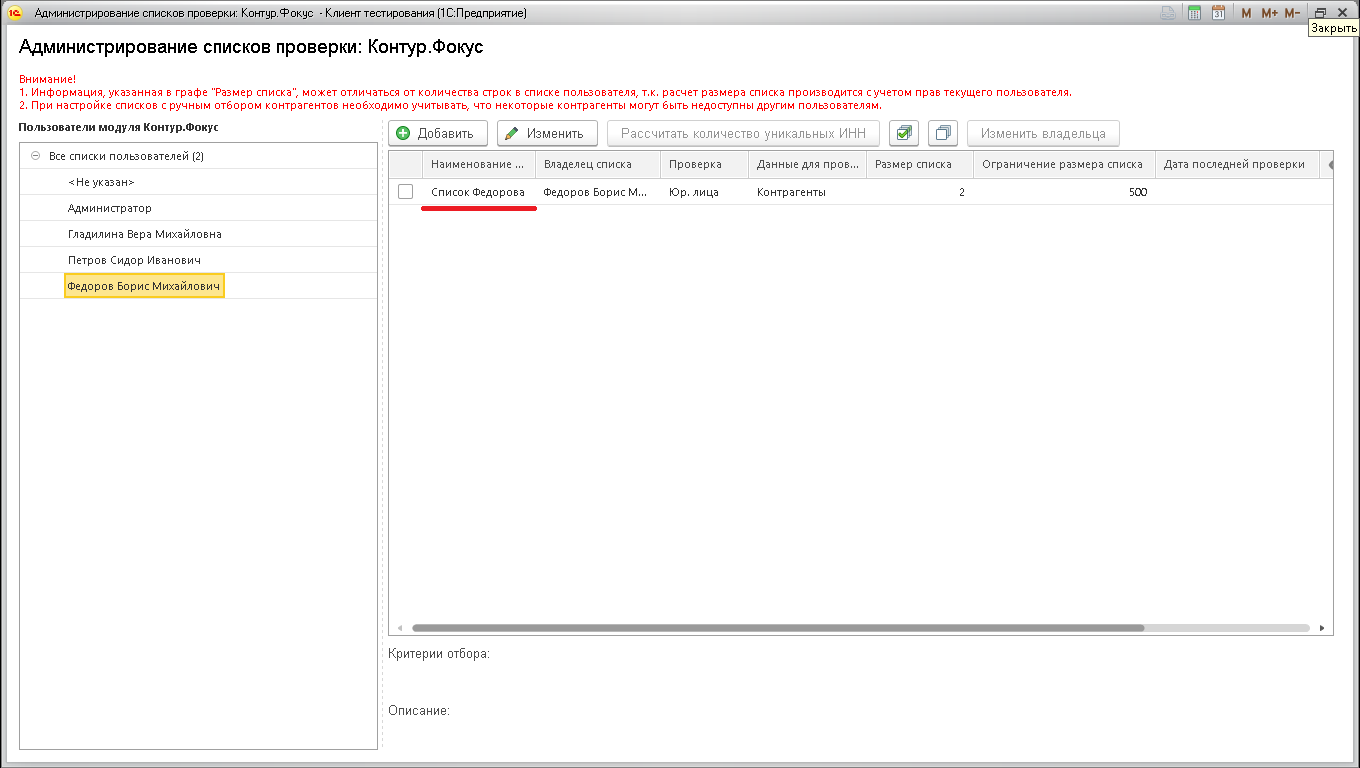 Администрирование списков проверки: Контур.Фокус - Клиент тестирования (1С:Предприятие)
M M+ M-
Закрыть
Администрирование списков проверки: Контур.Фокус
Внимание!
1. Информация, указанная в графе "Размер списка", может отличаться от количества строк в списке пользователя, т.к. расчет размера списка производится с учетом прав текущего пользователя.
2. При настройке списков с ручным отбором контрагентов необходимо учитывать, что некоторые контрагенты могут быть недоступны другим пользователям.
Пользователи модуля Контур.Фокус
Все списки пользователей (2)
<Не указан>
Администратор
Гладилина Вера Михайловна
Петров Сидор Иванович
Федоров Борис Михайлович
Добавить Изменить Рассчитать количество уникальных ИНН Изменить владельца
Наименование ... Владелец списка Проверка Данные для пров... Размер списка Ограничение размера списка Дата последней проверки
Список Федорова Федоров Борис М... Юр. лица Контрагенты 2 500
Критерии отбора:
Описание: